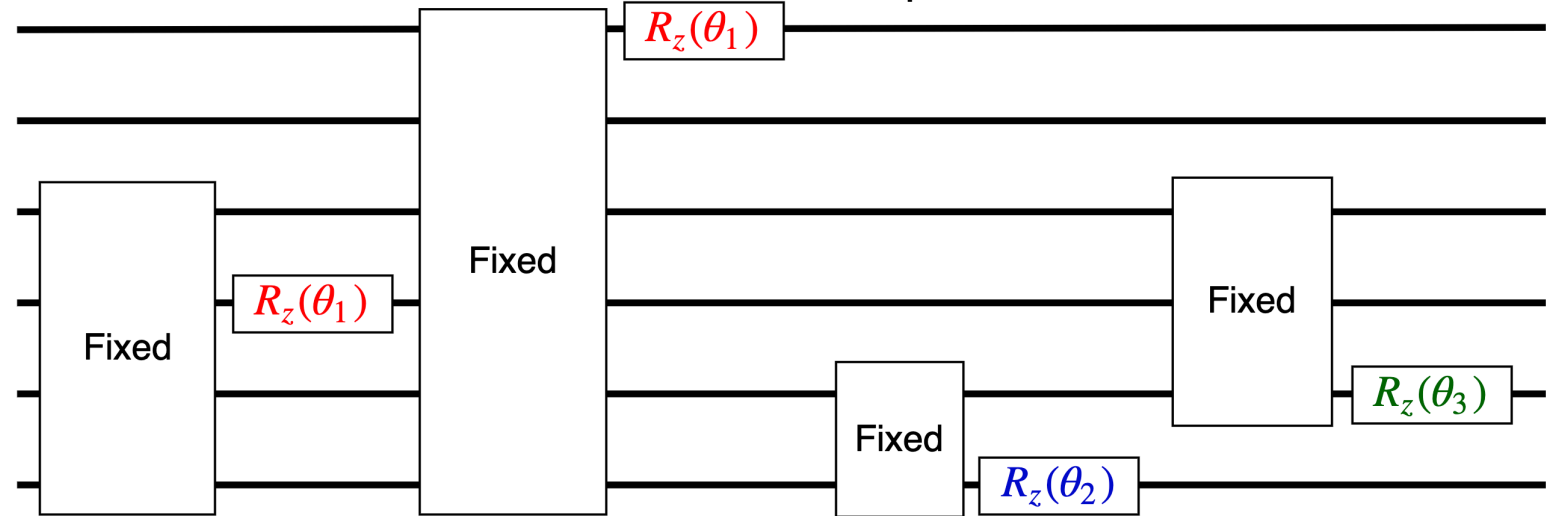 R_z(θ_1)
Fixed
Fixed
R_z(θ_1)
Fixed
Fixed
R_z(θ_3)
R_z(θ_2)